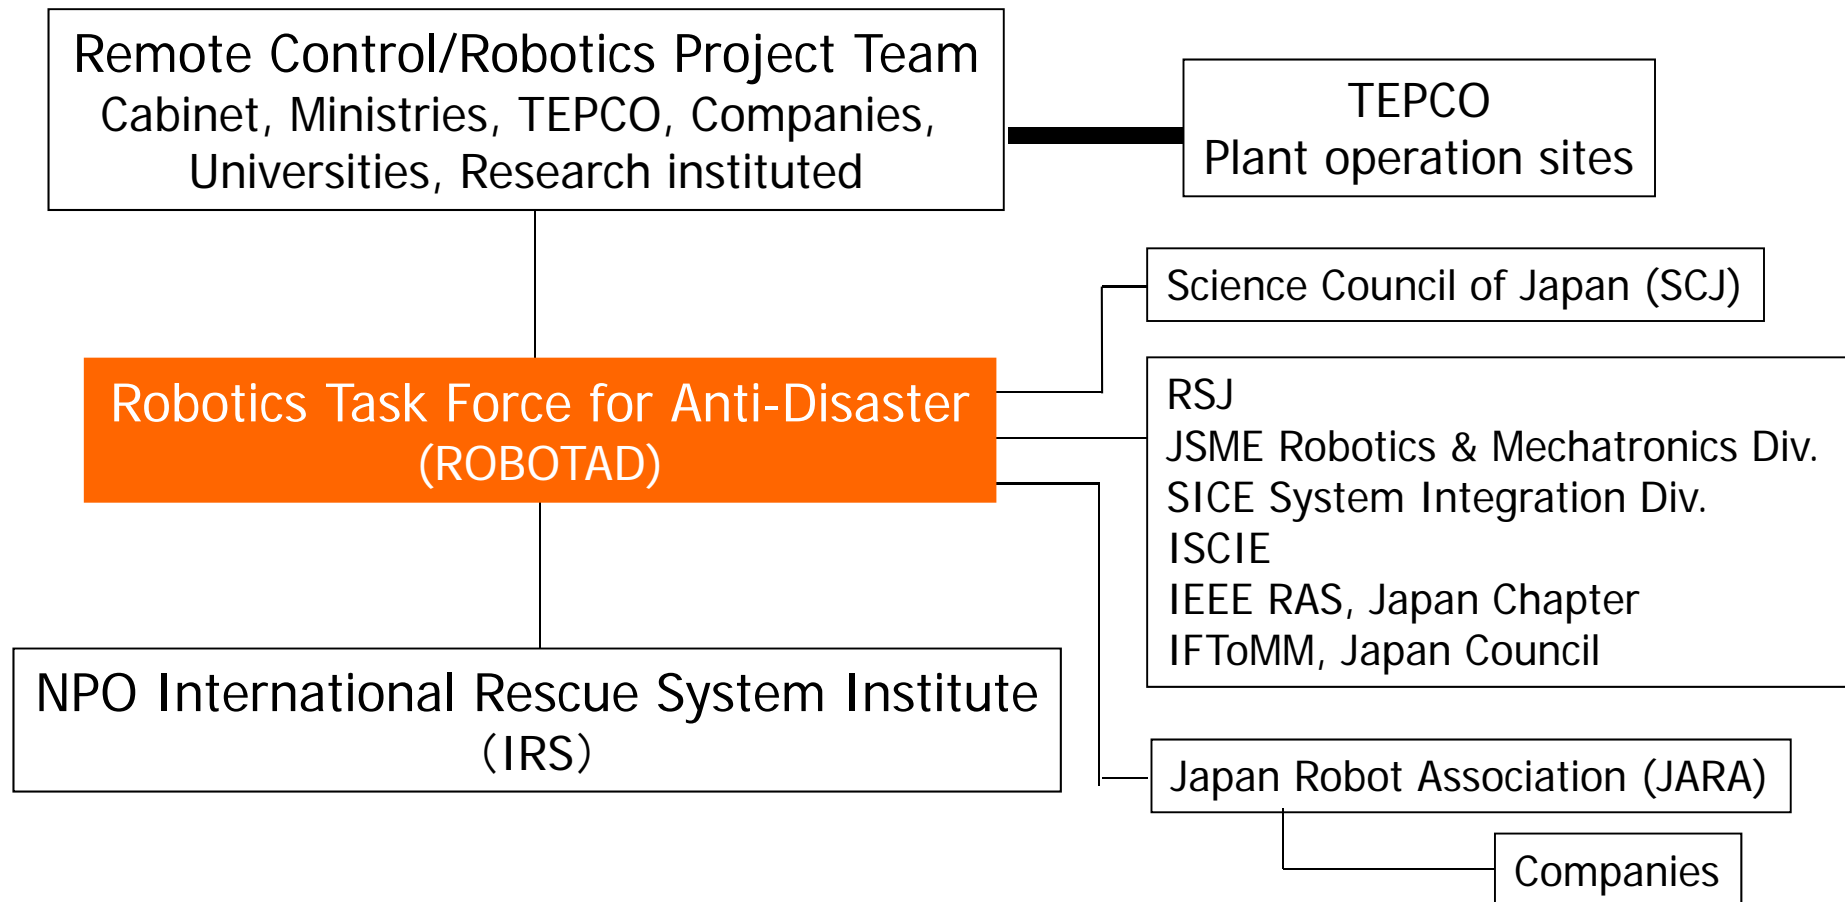 Remote Control/Robotics Project Team
Cabinet, Ministries, TEPCO, Companies,
Universities, Research instituted
TEPCO
Plant operation sites
Science Council of Japan (SCJ)
Robotics Task Force for Anti-Disaster
(ROBOTAD)
RSJ
JSME Robotics & Mechatronics Div.
SICE System Integration Div.
ISCIE
IEEE RAS, Japan Chapter
IFToMM, Japan Council
NPO International Rescue System Institute
（IRS）
Japan Robot Association (JARA)
Companies